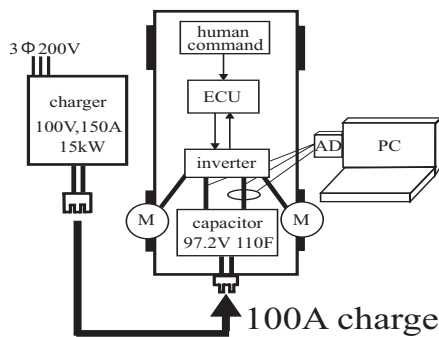 3Φ200V
charger
100V,150A
15kW
human
command
ECU
inverter
AD
PC
M
capacitor
97.2V 110F
M
100A charge